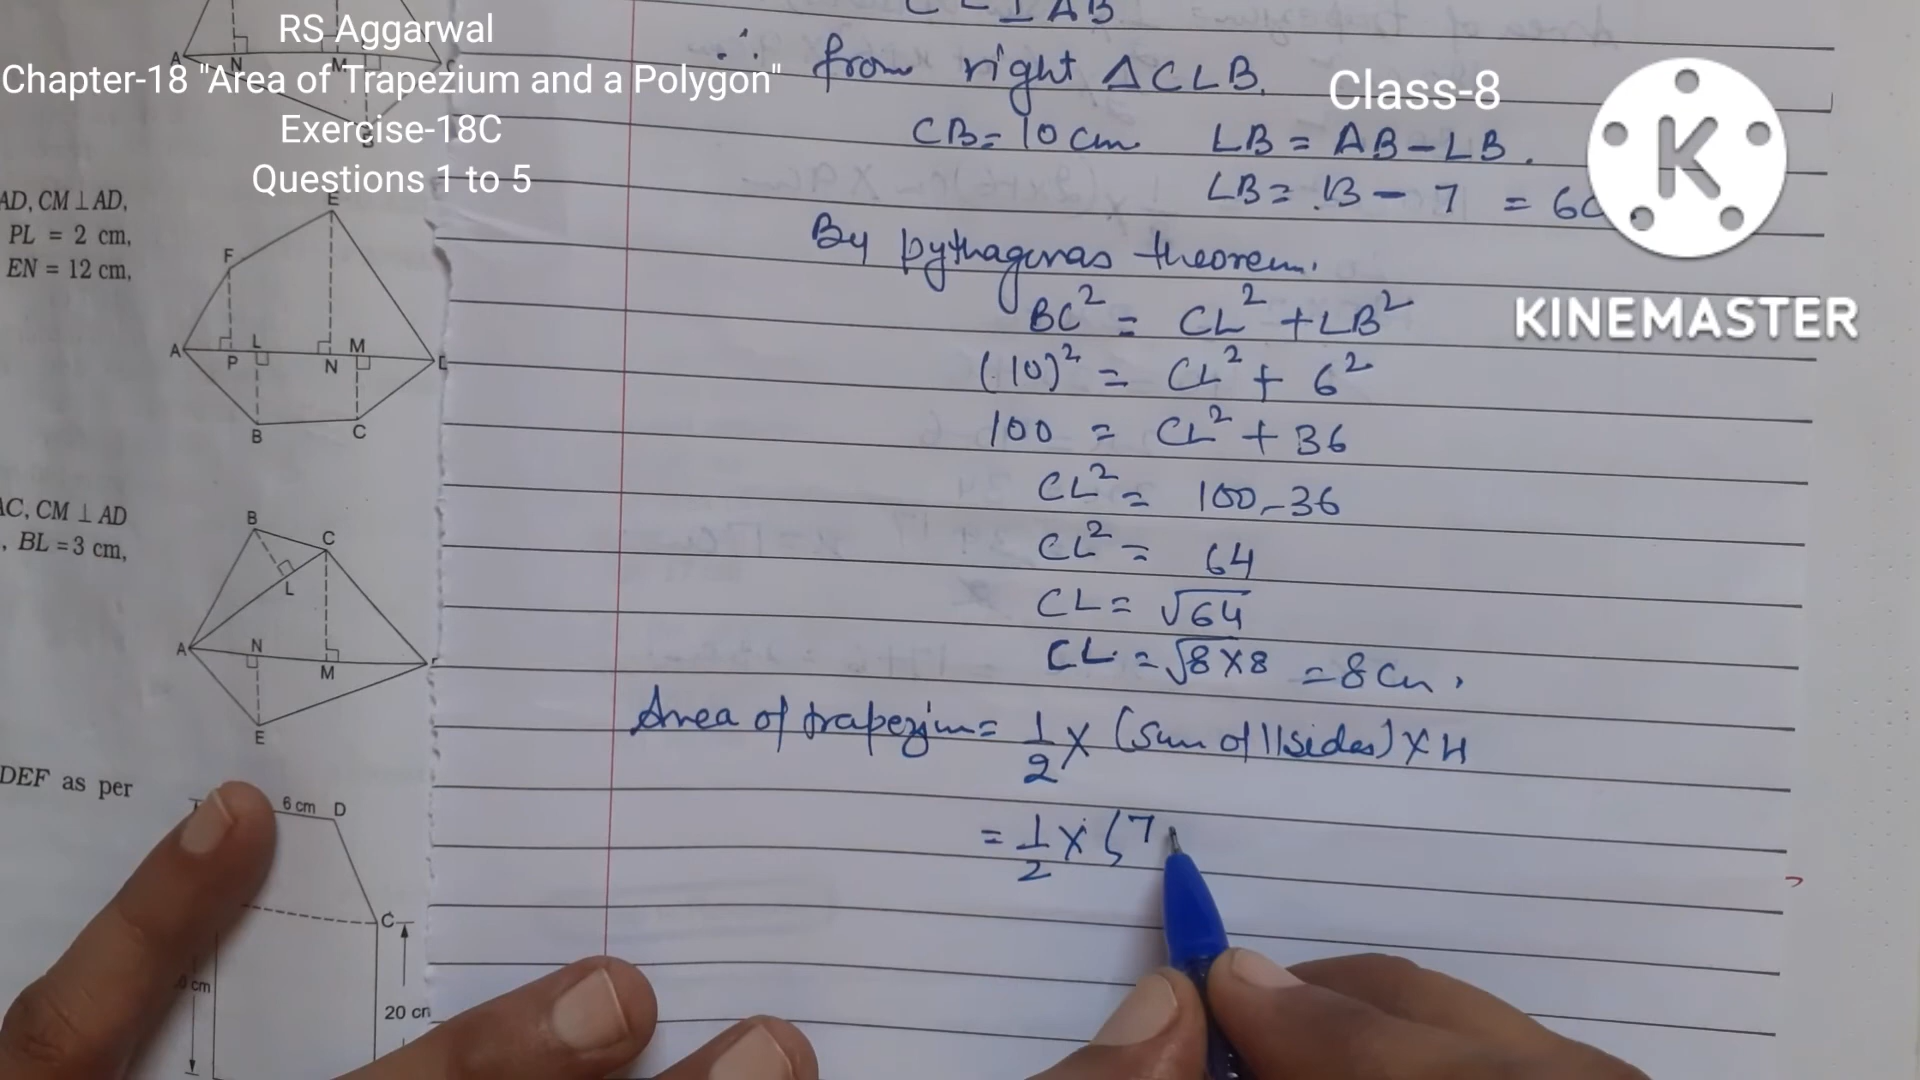 RS Aggarwal
Chapter-18 "Area of Trapezium and a Polygon"
Exercise-18C
Questions 1 to 5
Class-8
KINEMASTER
A N M C
B
AD, CM ⊥ AD,
PL = 2 cm,
EN = 12 cm,
E
F
A P L N M
B C
AC, CM ⊥ AD
, BL = 3 cm,
B
C
L
A N M
E
DEF as per
6 cm D
C
0 cm
20 cm
CL ⊥ AB
∴ from right ΔCLB.
CB = 10 cm LB = AB - LB.
LB = 13 - 7 = 6c
By pythagoras theorem.
BC² = CL² + LB²
(10)² = CL² + 6²
100 = CL² + 36
CL² = 100 - 36
CL² = 64
CL = √64
CL = √8×8 = 8 cm.
Area of trapezium = 1/2 × (Sum of || sides) × H
= 1/2 × (7